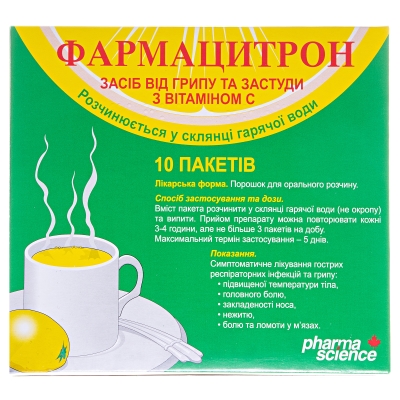 ФАРМАЦИТРОН
ЗАСІБ ВІД ГРИПУ ТА ЗАСТУДИ
З ВІТАМІНОМ С
Розчинюється у склянці гарячої води
10 ПАКЕТІВ
Лікарська форма. Порошок для орального розчину.
Спосіб застосування та дози.
Вміст пакета розчинити у склянці гарячої води (не окропу)
та випити. Прийом препарату можна повторювати кожні
3-4 години, але не більше 3 пакетів на добу.
Максимальний термін застосування – 5 днів.
Показання.
Симптоматичне лікування гострих
респіраторних інфекцій та грипу:
• підвищеної температури тіла,
• головного болю,
• закладеності носа,
• нежитю,
• болю та ломоти у м'язах.
pharma
science